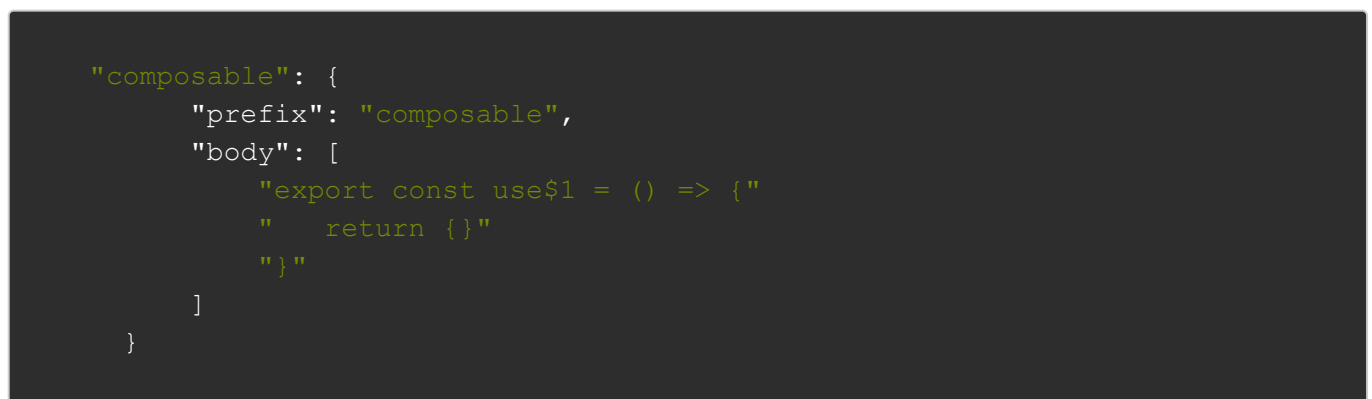 "composable": {
"prefix": "composable",
"body": [
"export const use$1 = () => {"
"   return {}"
"}"
]
}